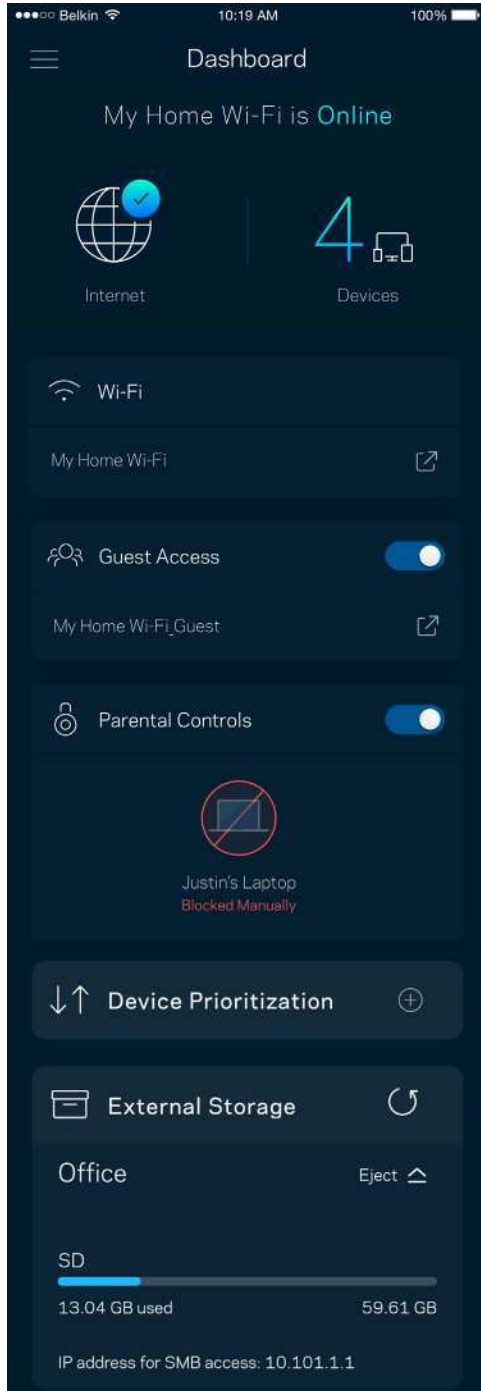 Belkin 10:19 AM 100%
Dashboard
My Home Wi-Fi is Online
4
Internet Devices
Wi-Fi
My Home Wi-Fi
Guest Access
My Home Wi-Fi_Guest
Parental Controls
Justin's Laptop
Blocked Manually
Device Prioritization
External Storage
Office Eject
SD
13.04 GB used 59.61 GB
IP address for SMB access: 10.101.1.1